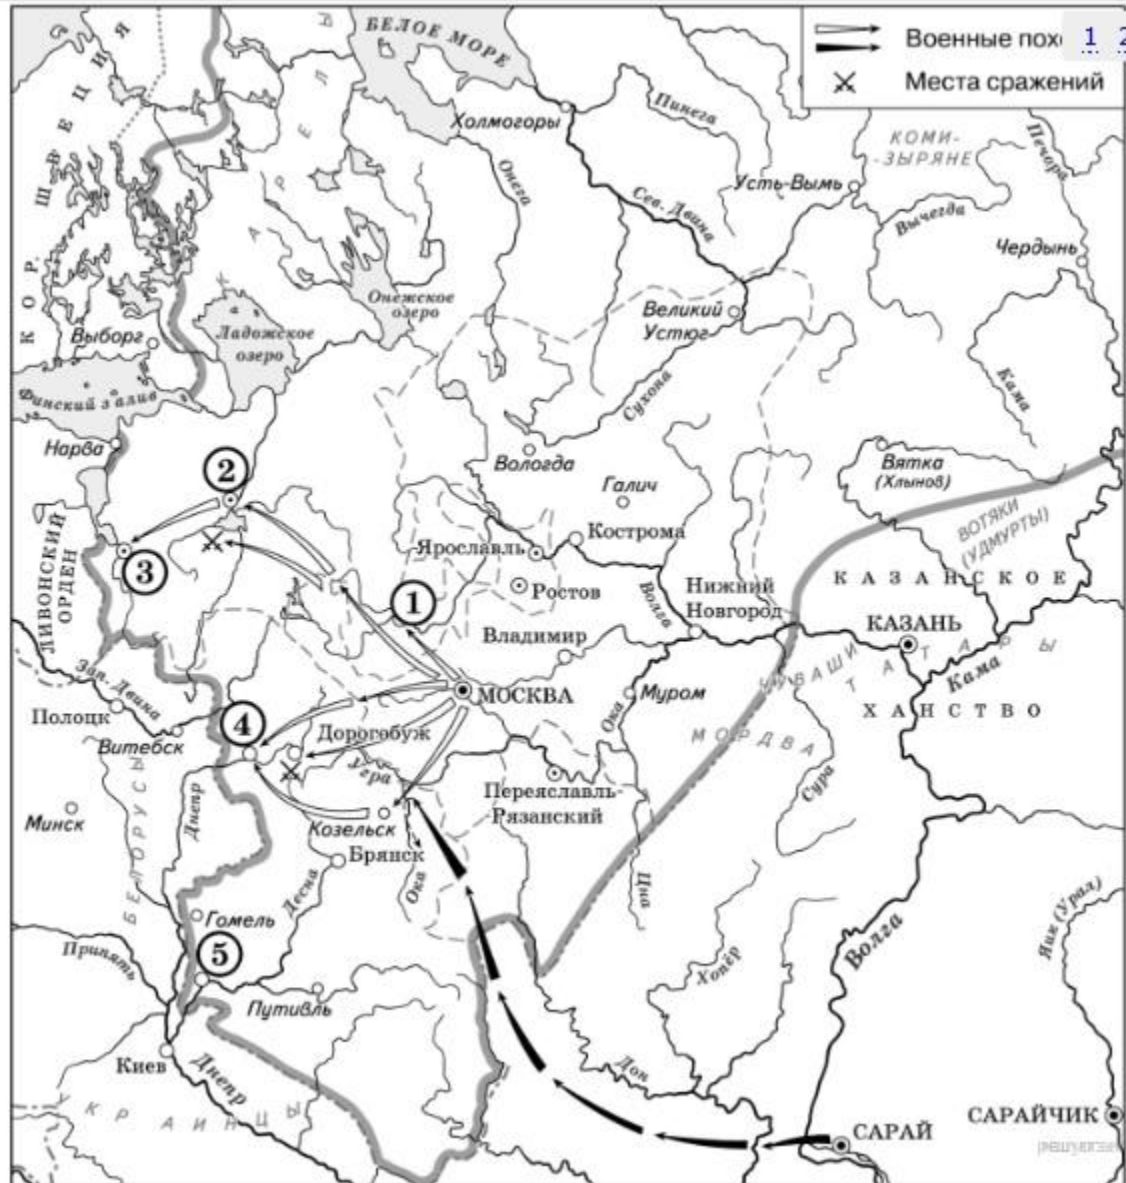 БЕЛОЕ МОРЕ
Военные похо
1 2
Места сражений
КОР. ШВЕЦИЯ
КАРЕЛЫ
Холмогоры
Пинега
КОМИ-
-ЗЫРЯНЕ
Печора
Онега
Усть-Вымь
Сев. Двина
Вычегда
Чердынь
Онежское
озеро
Великий
Устюг
Выборг
Ладожское
озеро
Кама
Финский залив
Сухона
Нарва
2
Вологда
Вятка
(Хлынов)
Галич
ВОТЯКИ
(УДМУРТЫ)
ЛИВОНСКИЙ
ОРДЕН
3
Кострома
Ярославль
Ростов
1
Волга
Нижний
Новгород
КАЗАНСКОЕ
Владимир
КАЗАНЬ
ТАТАРЫ
ЧУВАШИ
Кама
Зап. Двина
МОСКВА
Муром
Ока
ХАНСТВО
Полоцк
4
Дорогобуж
МОРДВА
Витебск
Угра
Сура
Переяславль-
-Рязанский
Минск
Днепр
Козельск
Брянск
БЕЛОРУСЫ
Десна
Ока
Цна
Гомель
Яик (Урал)
Припять
5
Хопёр
Волга
Путивль
Киев
Днепр
Дон
УКРАИНЦЫ
САРАЙ
САРАЙЧИК